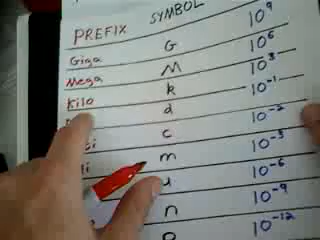 PREFIX SYMBOL
Giga G 10⁹
Mega M 10⁶
Kilo k 10³
d 10⁻¹
c 10⁻²
m 10⁻³
μ 10⁻⁶
n 10⁻⁹
10⁻¹²